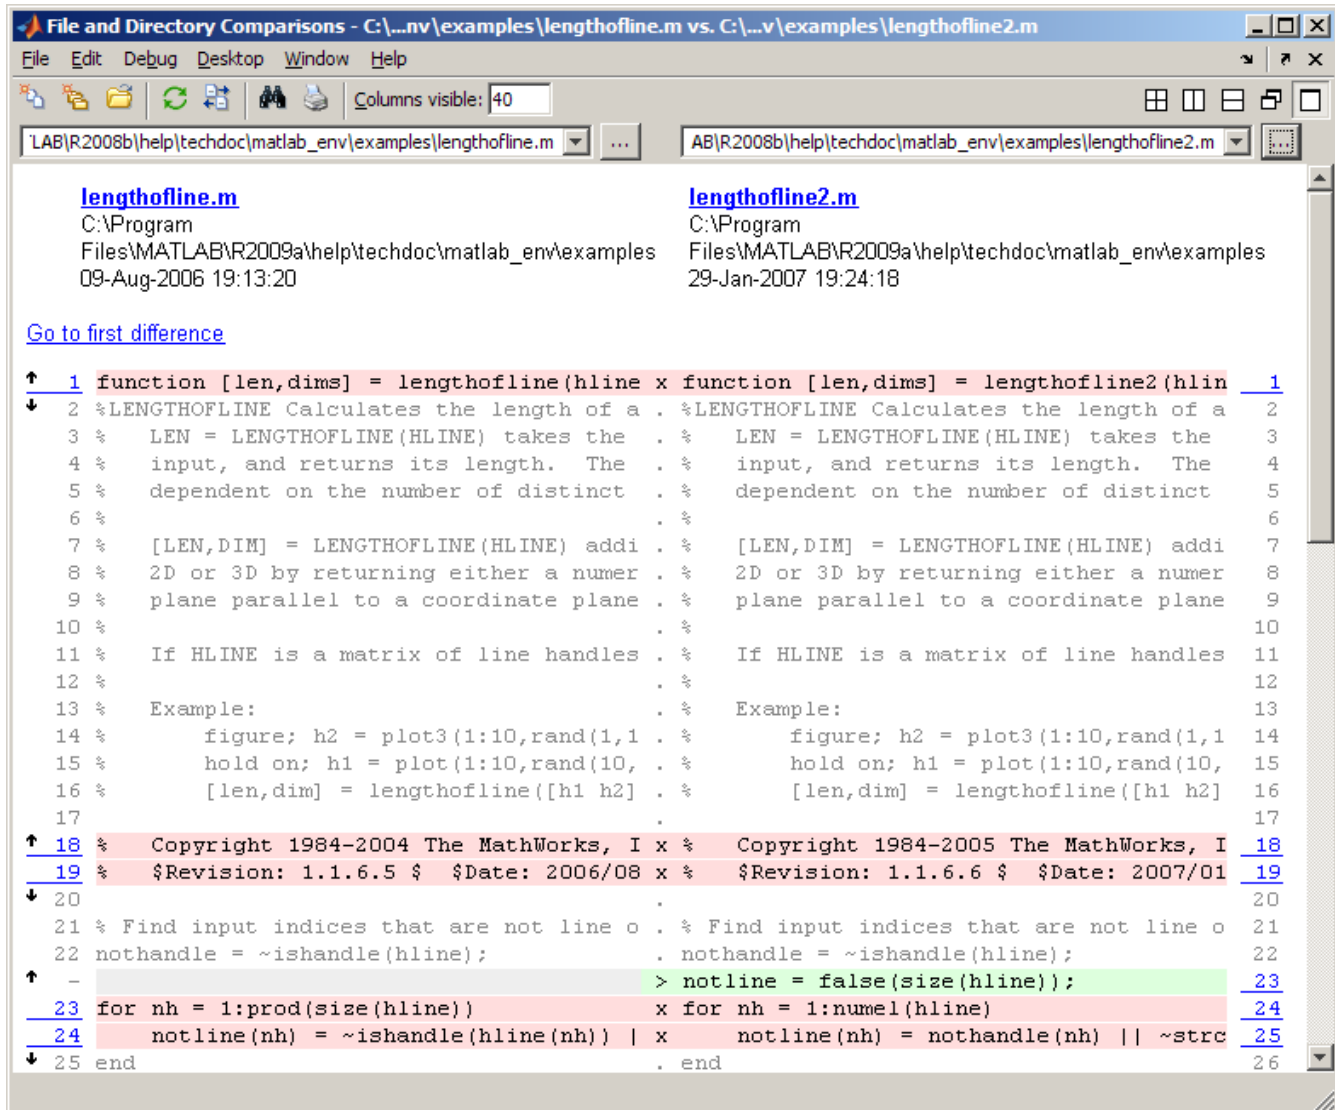 File and Directory Comparisons - C:\...nv\examples\lengthofline.m vs. C:\...v\examples\lengthofline2.m
File Edit Debug Desktop Window Help
Columns visible: 40
LAB\R2008b\help\techdoc\matlab_env\examples\lengthofline.m ... AB\R2008b\help\techdoc\matlab_env\examples\lengthofline2.m ...
lengthofline.m
C:\Program
Files\MATLAB\R2009a\help\techdoc\matlab_env\examples
09-Aug-2006 19:13:20
lengthofline2.m
C:\Program
Files\MATLAB\R2009a\help\techdoc\matlab_env\examples
29-Jan-2007 19:24:18
Go to first difference
1 function [len,dims] = lengthofline(hline x function [len,dims] = lengthofline2(hlin 1
2 %LENGTHOFLINE Calculates the length of a . %LENGTHOFLINE Calculates the length of a 2
3 %   LEN = LENGTHOFLINE(HLINE) takes the  . %   LEN = LENGTHOFLINE(HLINE) takes the 3
4 %   input, and returns its length.  The  . %   input, and returns its length.  The 4
5 %   dependent on the number of distinct  . %   dependent on the number of distinct 5
6 % . % 6
7 %   [LEN,DIM] = LENGTHOFLINE(HLINE) addi . %   [LEN,DIM] = LENGTHOFLINE(HLINE) addi 7
8 %   2D or 3D by returning either a numer . %   2D or 3D by returning either a numer 8
9 %   plane parallel to a coordinate plane . %   plane parallel to a coordinate plane 9
10 % . % 10
11 %   If HLINE is a matrix of line handles . %   If HLINE is a matrix of line handles 11
12 % . % 12
13 %   Example: . %   Example: 13
14 %       figure; h2 = plot3(1:10,rand(1,1 . %       figure; h2 = plot3(1:10,rand(1,1 14
15 %       hold on; h1 = plot(1:10,rand(10, . %       hold on; h1 = plot(1:10,rand(10, 15
16 %       [len,dim] = lengthofline([h1 h2] . %       [len,dim] = lengthofline([h1 h2] 16
17 . 17
18 %   Copyright 1984-2004 The MathWorks, I x %   Copyright 1984-2005 The MathWorks, I 18
19 %   $Revision: 1.1.6.5 $  $Date: 2006/08 x %   $Revision: 1.1.6.6 $  $Date: 2007/01 19
20 . 20
21 % Find input indices that are not line o . % Find input indices that are not line o 21
22 nothandle = ~ishandle(hline); . nothandle = ~ishandle(hline); 22
- > notline = false(size(hline)); 23
23 for nh = 1:prod(size(hline)) x for nh = 1:numel(hline) 24
24     notline(nh) = ~ishandle(hline(nh)) | x     notline(nh) = nothandle(nh) || ~strc 25
25 end . end 26